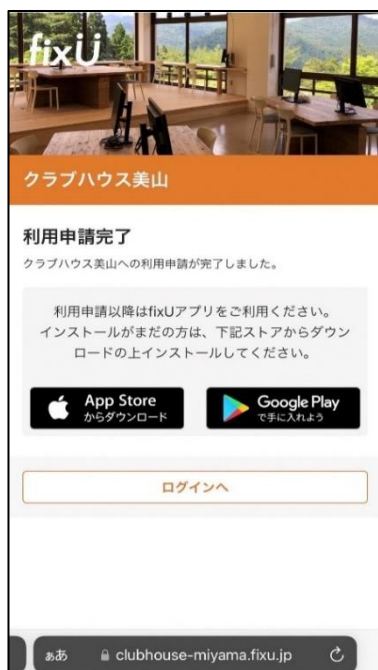 fixU
クラブハウス美山
利用申請完了
クラブハウス美山への利用申請が完了しました。
利用申請以降はfixUアプリをご利用ください。
インストールがまだの方は、下記ストアからダウン
ロードの上インストールしてください。
App Store
からダウンロード
Google Play
で手に入れよう
ログインへ
ああ clubhouse-miyama.fixu.jp